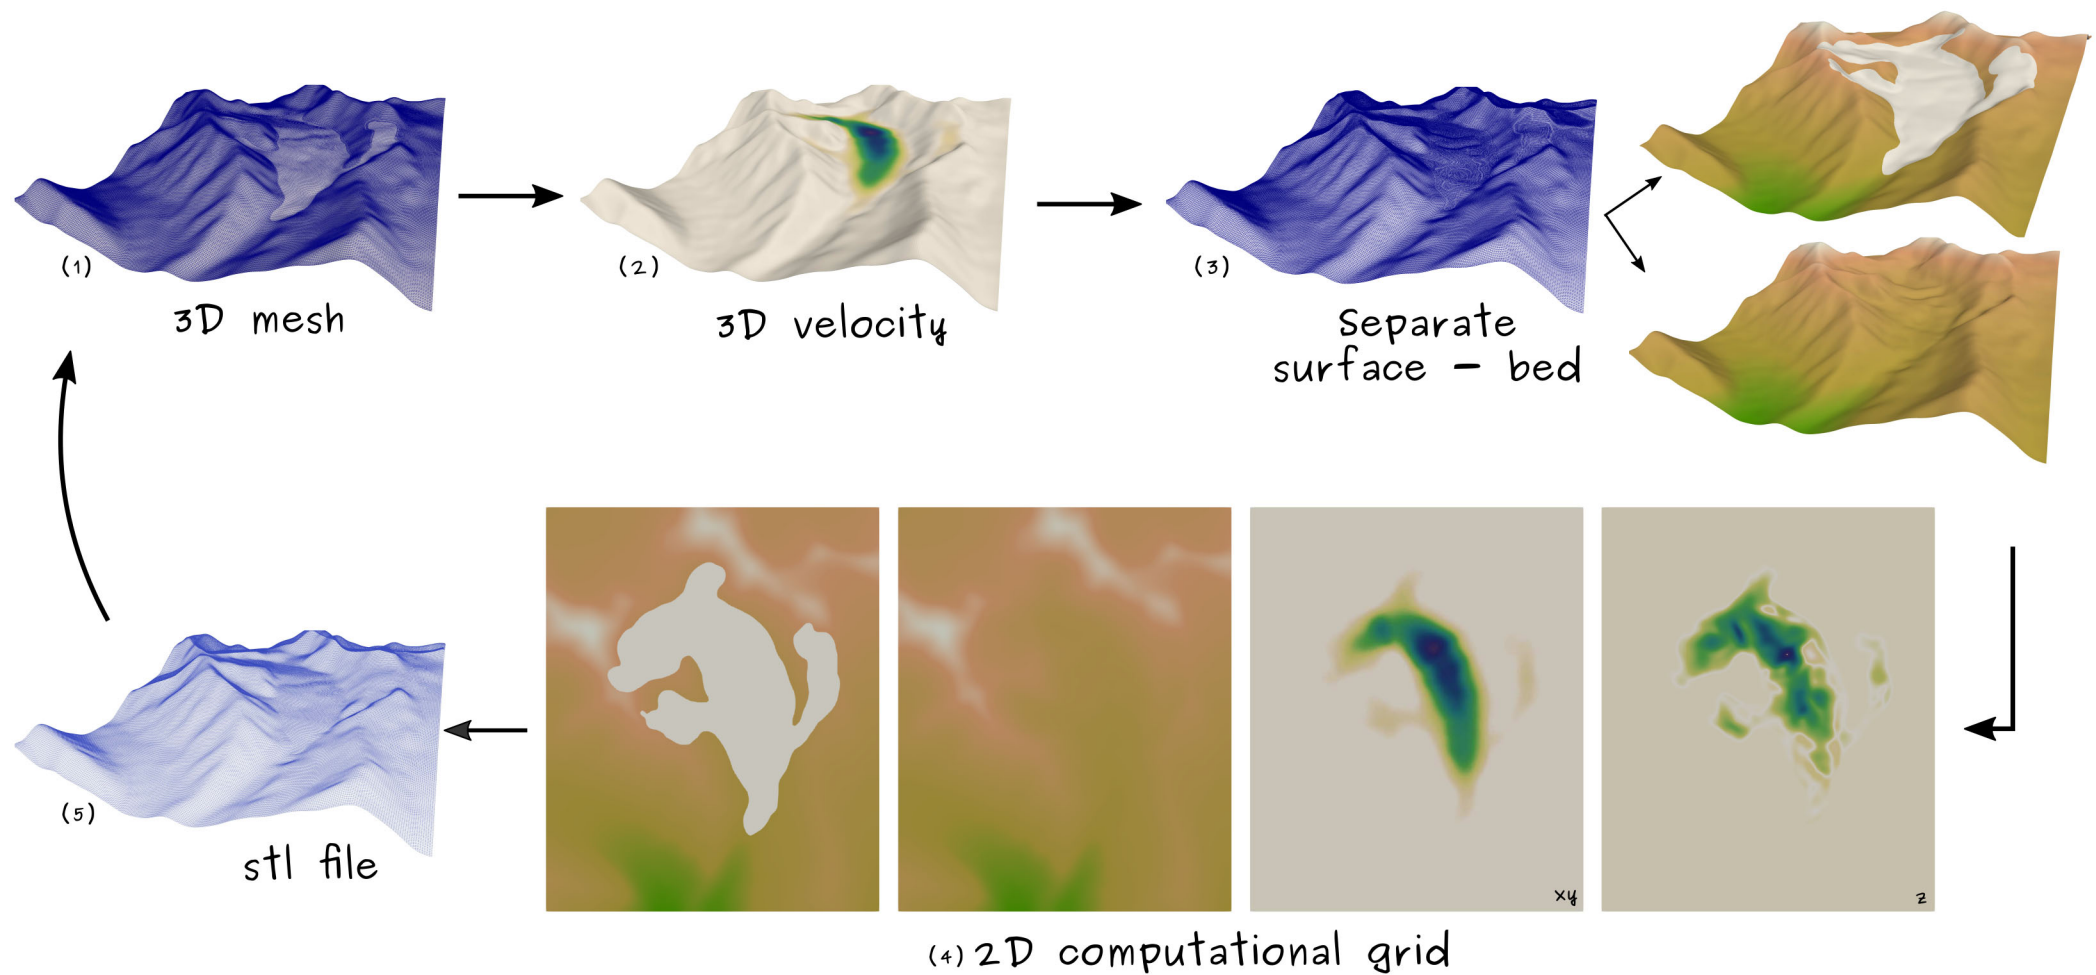 (1)
3D mesh
(2)
3D velocity
(3)
Separate
surface - bed
xy
z
(4) 2D computational grid
(5)
stl file